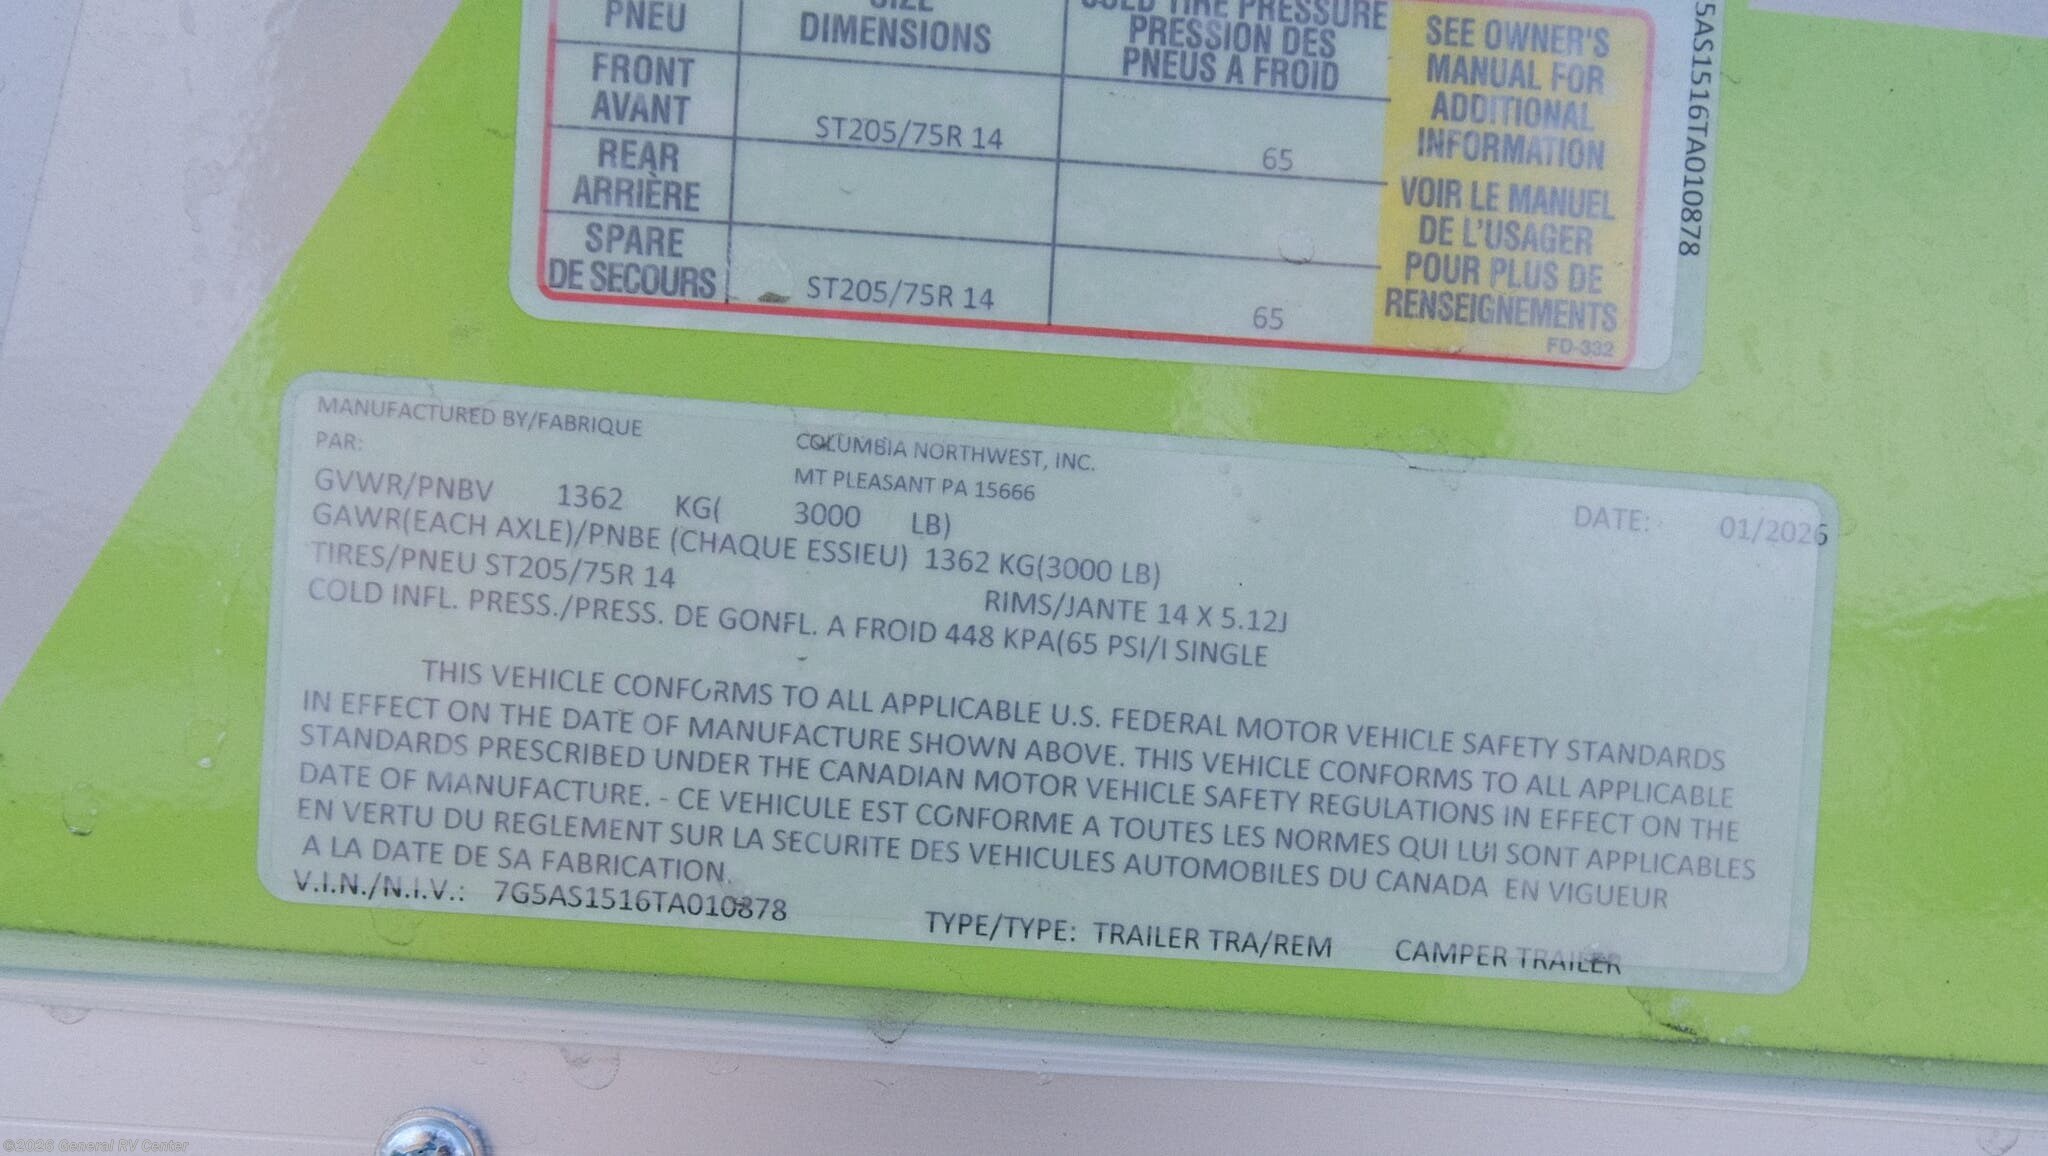 PNEU
SIZE
DIMENSIONS
COLD TIRE PRESSURE
PRESSION DES
PNEUS A FROID
SEE OWNER'S
MANUAL FOR
ADDITIONAL
INFORMATION
FRONT
AVANT
ST205/75R 14
65
REAR
ARRIÈRE
VOIR LE MANUEL
DE L'USAGER
POUR PLUS DE
RENSEIGNEMENTS
SPARE
DE SECOURS
ST205/75R 14
65
FD-332
5AS1516TA010878
MANUFACTURED BY/FABRIQUE
PAR:
COLUMBIA NORTHWEST, INC.
MT PLEASANT PA 15666
DATE: 01/2026
GVWR/PNBV 1362 KG( 3000 LB)
GAWR(EACH AXLE)/PNBE (CHAQUE ESSIEU) 1362 KG(3000 LB)
TIRES/PNEU ST205/75R 14 RIMS/JANTE 14 X 5.12J
COLD INFL. PRESS./PRESS. DE GONFL. A FROID 448 KPA(65 PSI/I SINGLE
THIS VEHICLE CONFORMS TO ALL APPLICABLE U.S. FEDERAL MOTOR VEHICLE SAFETY STANDARDS
IN EFFECT ON THE DATE OF MANUFACTURE SHOWN ABOVE. THIS VEHICLE CONFORMS TO ALL APPLICABLE
STANDARDS PRESCRIBED UNDER THE CANADIAN MOTOR VEHICLE SAFETY REGULATIONS IN EFFECT ON THE
DATE OF MANUFACTURE. - CE VEHICULE EST CONFORME A TOUTES LES NORMES QUI LUI SONT APPLICABLES
EN VERTU DU REGLEMENT SUR LA SECURITE DES VEHICULES AUTOMOBILES DU CANADA EN VIGUEUR
A LA DATE DE SA FABRICATION.
V.I.N./N.I.V.: 7G5AS1516TA010878 TYPE/TYPE: TRAILER TRA/REM CAMPER TRAILER
©2026 General RV Center